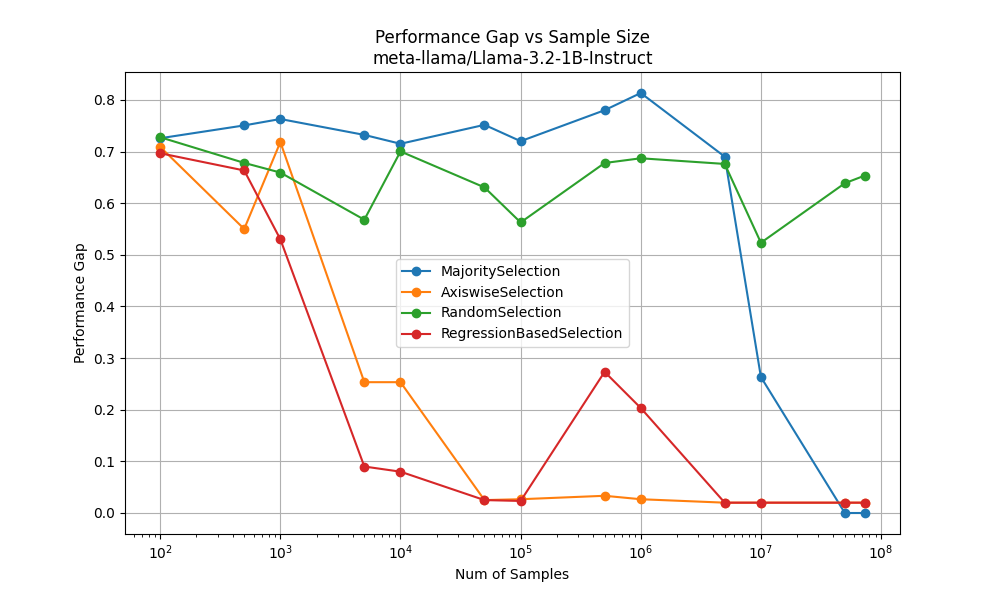 Performance Gap vs Sample Size
meta-llama/Llama-3.2-1B-Instruct
Performance Gap
0.8
0.7
0.6
0.5
0.4
0.3
0.2
0.1
0.0
MajoritySelection
AxiswiseSelection
RandomSelection
RegressionBasedSelection
10²
10³
10⁴
10⁵
10⁶
10⁷
10⁸
Num of Samples